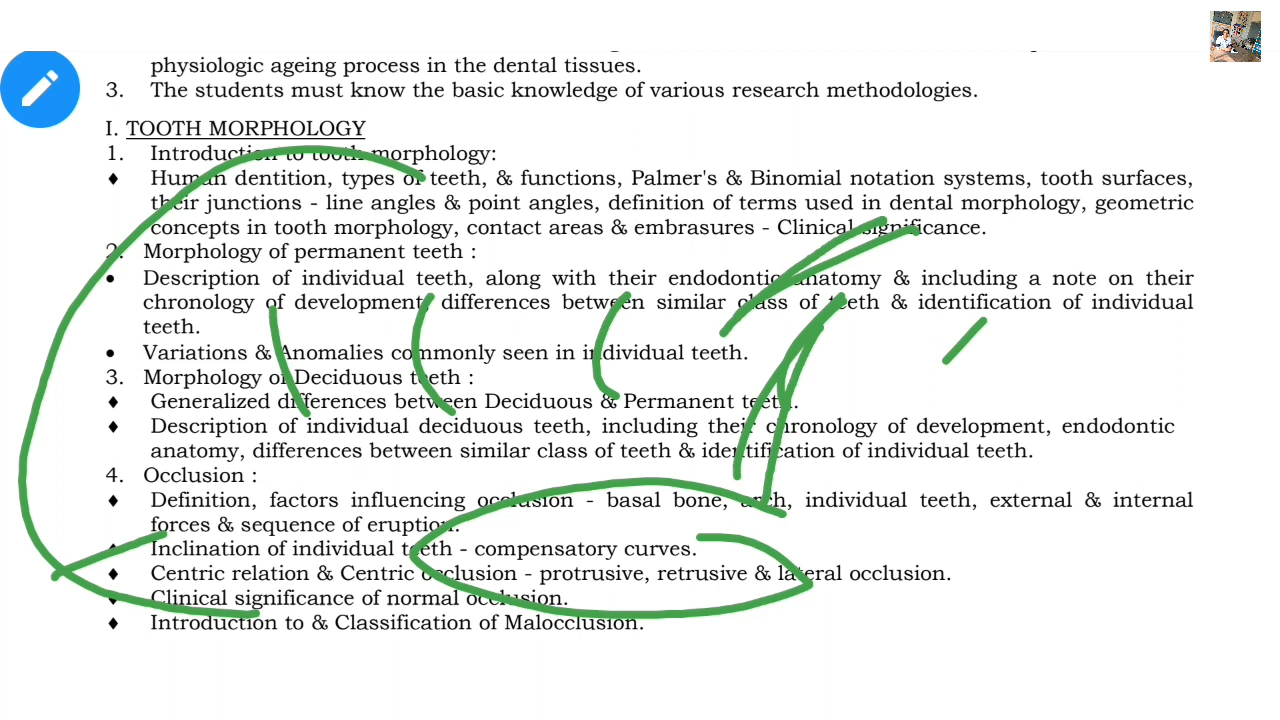 physiologic ageing process in the dental tissues.
3. The students must know the basic knowledge of various research methodologies.
I. TOOTH MORPHOLOGY
1. Introduction to tooth morphology:
♦ Human dentition, types of teeth, & functions, Palmer's & Binomial notation systems, tooth surfaces,
their junctions - line angles & point angles, definition of terms used in dental morphology, geometric
concepts in tooth morphology, contact areas & embrasures - Clinical significance.
2. Morphology of permanent teeth :
• Description of individual teeth, along with their endodontic anatomy & including a note on their
chronology of development, differences between similar class of teeth & identification of individual
teeth.
• Variations & Anomalies commonly seen in individual teeth.
3. Morphology of Deciduous teeth :
♦ Generalized differences between Deciduous & Permanent teeth.
♦ Description of individual deciduous teeth, including their chronology of development, endodontic
anatomy, differences between similar class of teeth & identification of individual teeth.
4. Occlusion :
♦ Definition, factors influencing occlusion - basal bone, arch, individual teeth, external & internal
forces & sequence of eruption.
♦ Inclination of individual teeth - compensatory curves.
♦ Centric relation & Centric occlusion - protrusive, retrusive & lateral occlusion.
♦ Clinical significance of normal occlusion.
♦ Introduction to & Classification of Malocclusion.